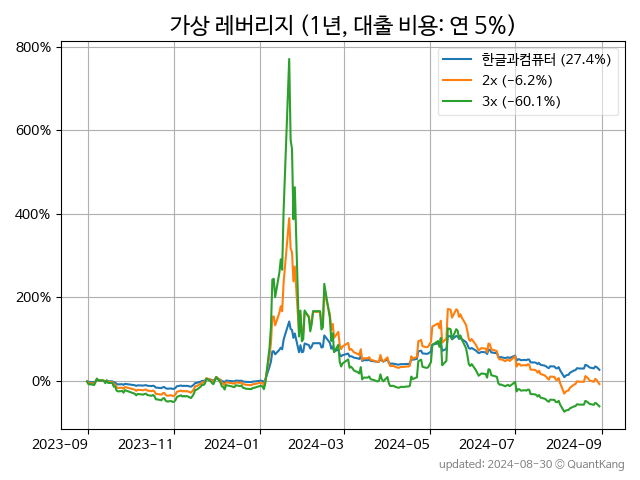 가상 레버리지 (1년, 대출 비용: 연 5%)
800%
600%
400%
200%
0%
한글과컴퓨터 (27.4%)
2x (−6.2%)
3x (−60.1%)
2023−09 2023−11 2024−01 2024−03 2024−05 2024−07 2024−09
updated: 2024-08-30 © QuantKang